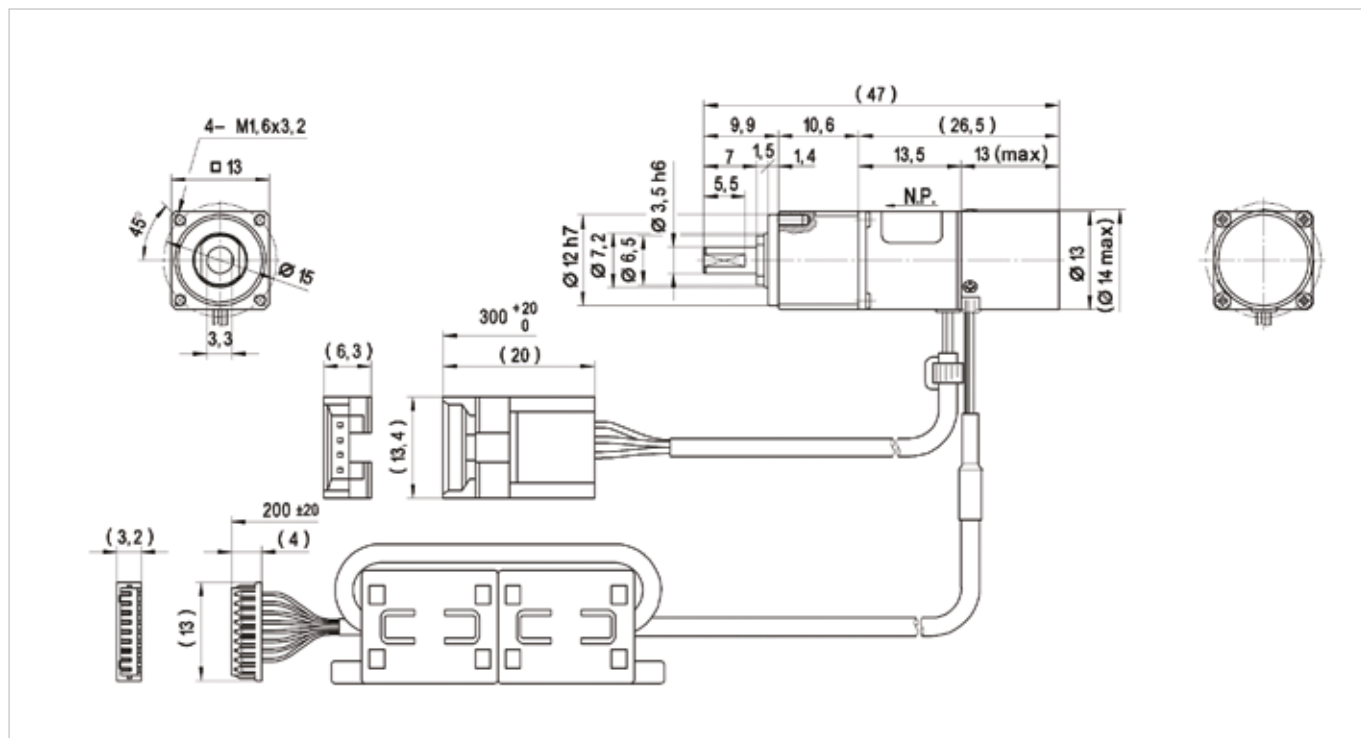 4– M1,6x3,2
□ 13
45°
Ø 15
3,3
( 47 )
9,9
10,6
( 26,5 )
7
1,5
1,4
13,5
13 (max)
5,5
Ø 3,5 h6
N.P.
Ø 12 h7
Ø 7,2
Ø 6,5
Ø 13
(Ø 14 max)
300 +20 0
( 6,3 )
( 20 )
( 13,4 )
200 ±20
( 3,2 )
( 4 )
( 13 )